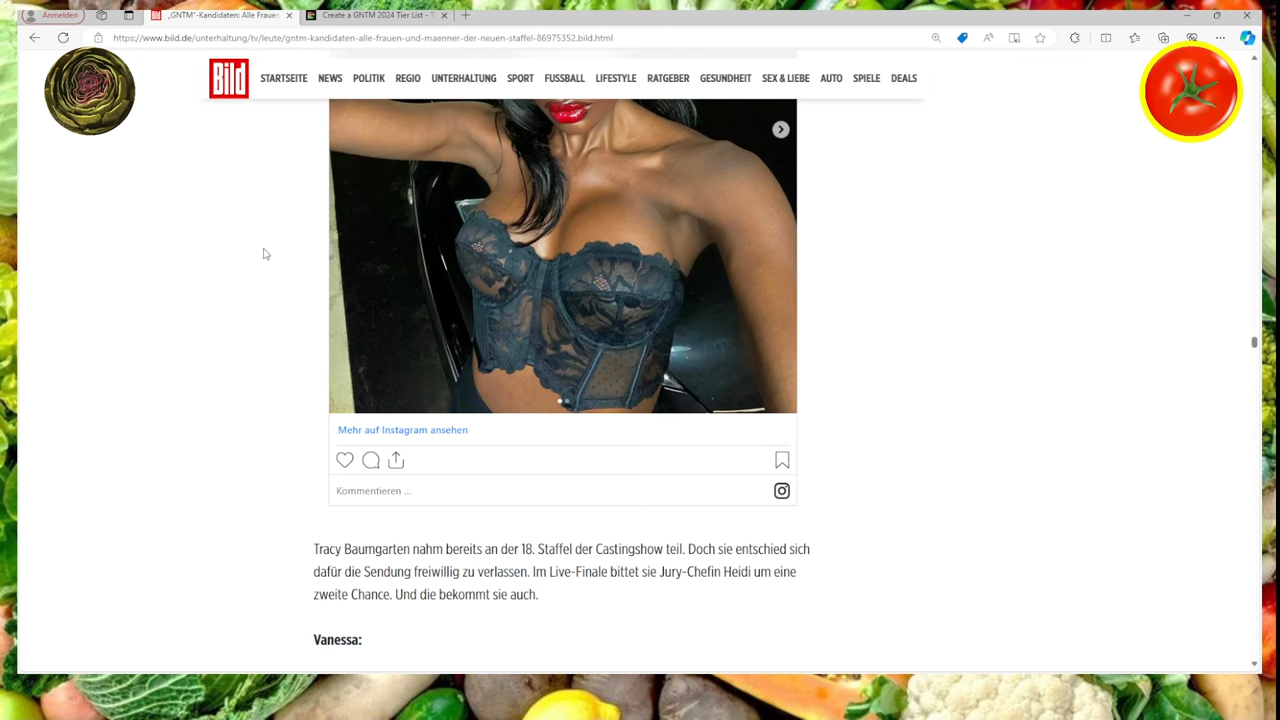 Anmelden
„GNTM“-Kandidaten: Alle Frauen
Create a GNTM 2024 Tier List -
https://www.bild.de/unterhaltung/tv/leute/gntm-kandidaten-alle-frauen-und-maenner-der-neuen-staffel-86975352.bild.html
Bild
STARTSEITE NEWS POLITIK REGIO UNTERHALTUNG SPORT FUSSBALL LIFESTYLE RATGEBER GESUNDHEIT SEX & LIEBE AUTO SPIELE DEALS
Mehr auf Instagram ansehen
Kommentieren ...
Tracy Baumgarten nahm bereits an der 18. Staffel der Castingshow teil. Doch sie entschied sich
dafür die Sendung freiwillig zu verlassen. Im Live-Finale bittet sie Jury-Chefin Heidi um eine
zweite Chance. Und die bekommt sie auch.
Vanessa: